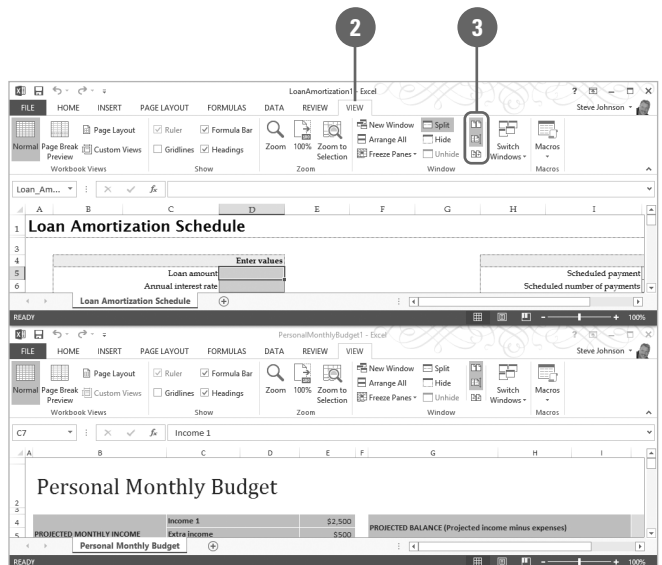 2
3
LoanAmortization1 - Excel
FILE HOME INSERT PAGE LAYOUT FORMULAS DATA REVIEW VIEW Steve Johnson
Normal Page Break Preview Page Layout Custom Views
Workbook Views
Ruler Formula Bar
Gridlines Headings
Show
Zoom 100% Zoom to Selection
Zoom
New Window Split
Arrange All Hide
Freeze Panes Unhide
Switch Windows
Window
Macros
Macros
Loan_Am... fx
A B C D E F G H I
1 Loan Amortization Schedule
3
4 Enter values
5 Loan amount Scheduled payment
6 Annual interest rate Scheduled number of payments
Loan Amortization Schedule
READY 100%
PersonalMonthlyBudget1 - Excel
FILE HOME INSERT PAGE LAYOUT FORMULAS DATA REVIEW VIEW Steve Johnson
Normal Page Break Preview Page Layout Custom Views
Workbook Views
Ruler Formula Bar
Gridlines Headings
Show
Zoom 100% Zoom to Selection
Zoom
New Window Split
Arrange All Hide
Freeze Panes Unhide
Switch Windows
Window
Macros
Macros
C7 fx Income 1
A B C D E F G H I
Personal Monthly Budget
2
3
4 Income 1 $2,500 PROJECTED BALANCE (Projected income minus expenses)
5 PROJECTED MONTHLY INCOME Extra income $500
Personal Monthly Budget
READY 100%